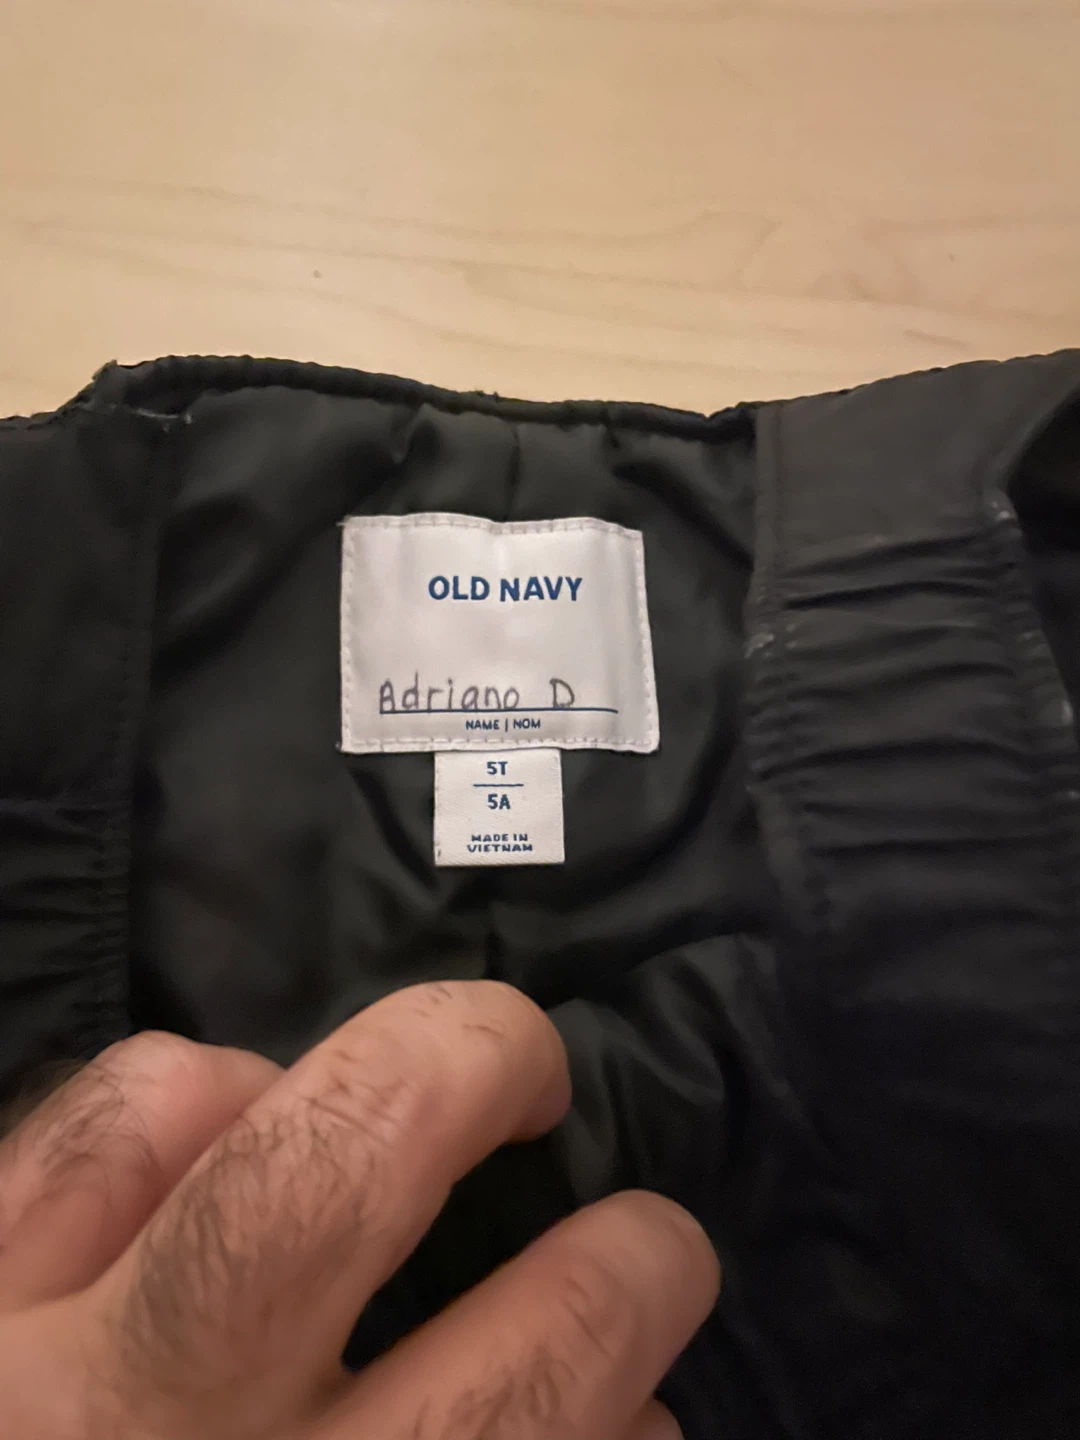 OLD NAVY
Adriano D
NAME | NOM
5T
5A
MADE IN
VIETNAM